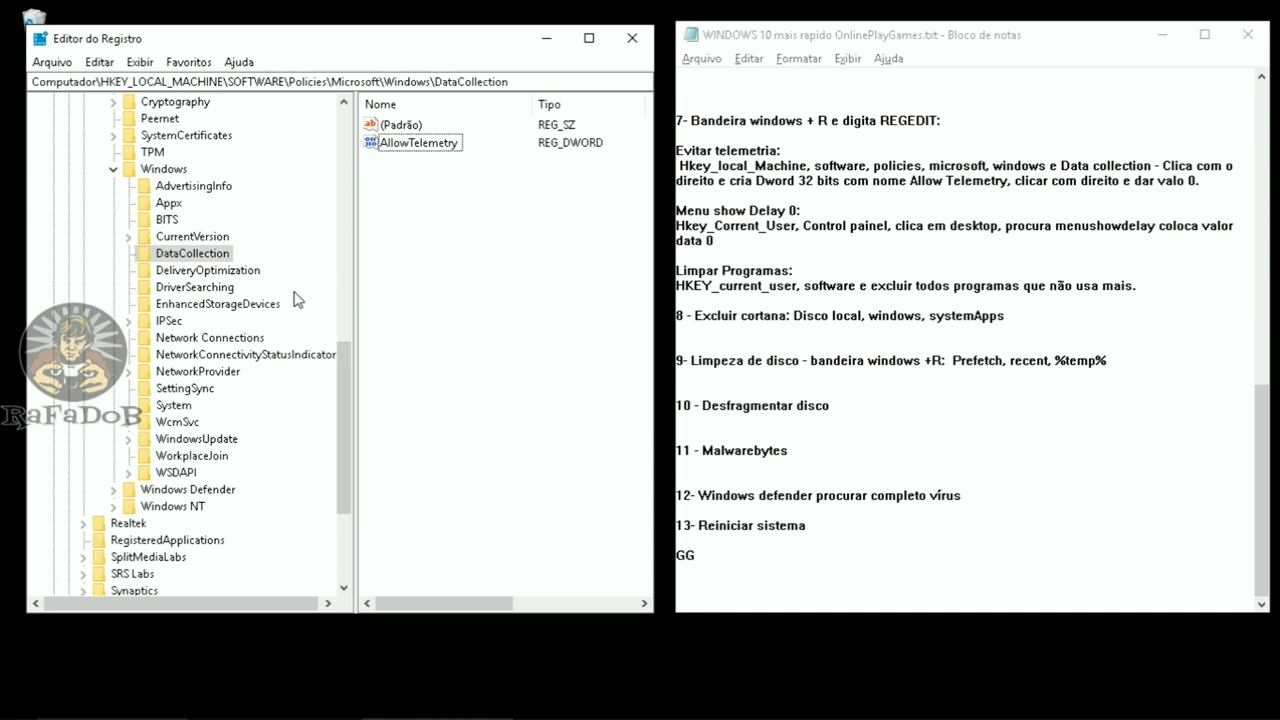 Editor do Registro
Arquivo Editar Exibir Favoritos Ajuda
Computador\HKEY_LOCAL_MACHINE\SOFTWARE\Policies\Microsoft\Windows\DataCollection
Cryptography
Peernet
SystemCertificates
TPM
Windows
AdvertisingInfo
Appx
BITS
CurrentVersion
DataCollection
DeliveryOptimization
DriverSearching
EnhancedStorageDevices
IPSec
Network Connections
NetworkConnectivityStatusIndicator
NetworkProvider
SettingSync
System
WcmSvc
WindowsUpdate
WorkplaceJoin
WSDAPI
Windows Defender
Windows NT
Realtek
RegisteredApplications
SplitMediaLabs
SRS Labs
Synaptics
Nome Tipo
(Padrão) REG_SZ
AllowTelemetry REG_DWORD
RaFaDoB
WINDOWS 10 mais rapido OnlinePlayGames.txt - Bloco de notas
Arquivo Editar Formatar Exibir Ajuda
7- Bandeira windows + R e digita REGEDIT:
Evitar telemetria:
Hkey_local_Machine, software, policies, microsoft, windows e Data collection - Clica com o
direito e cria Dword 32 bits com nome Allow Telemetry, clicar com direito e dar valo 0.
Menu show Delay 0:
Hkey_Corrent_User, Control painel, clica em desktop, procura menushowdelay coloca valor
data 0
Limpar Programas:
HKEY_current_user, software e excluir todos programas que não usa mais.
8 - Excluir cortana: Disco local, windows, systemApps
9- Limpeza de disco - bandeira windows +R: Prefetch, recent, %temp%
10 - Desfragmentar disco
11 - Malwarebytes
12- Windows defender procurar completo vírus
13- Reiniciar sistema
GG